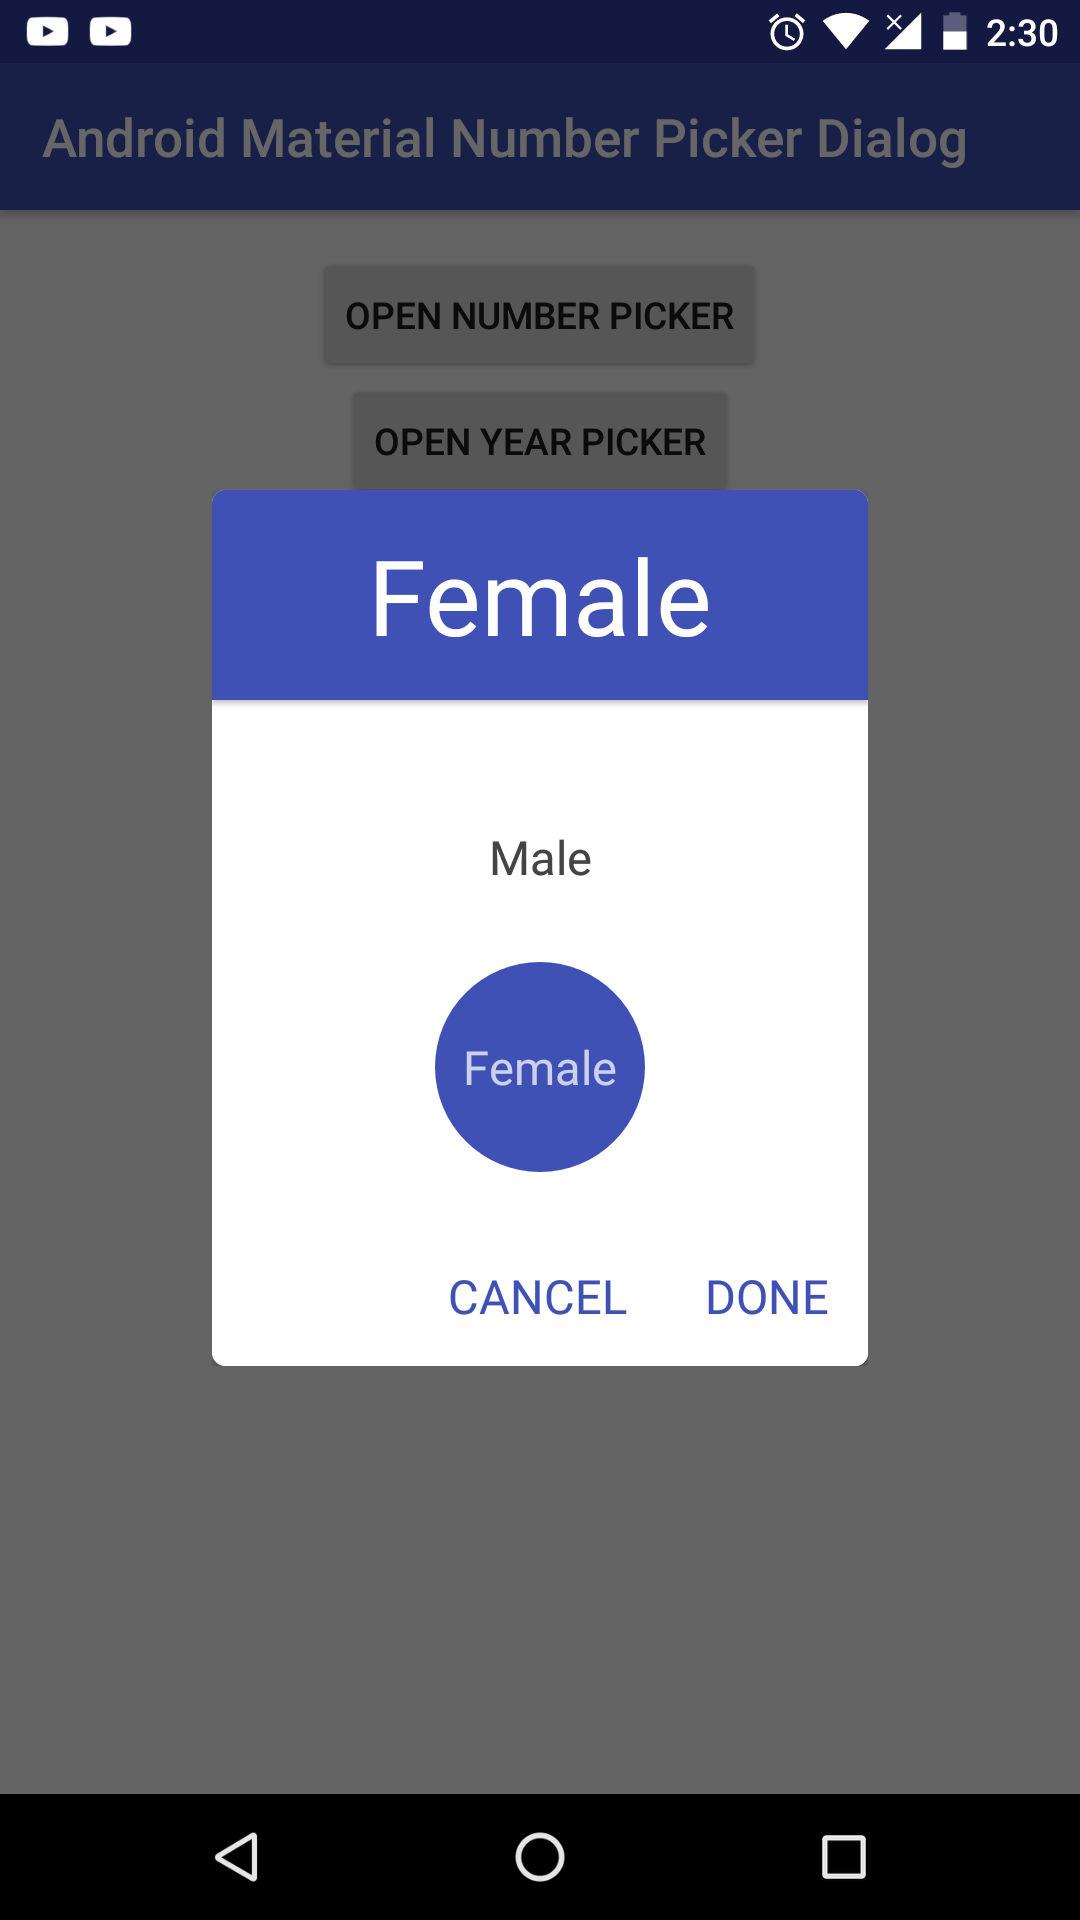 2:30
Android Material Number Picker Dialog
OPEN NUMBER PICKER
OPEN YEAR PICKER
Female
Male
Female
CANCEL DONE